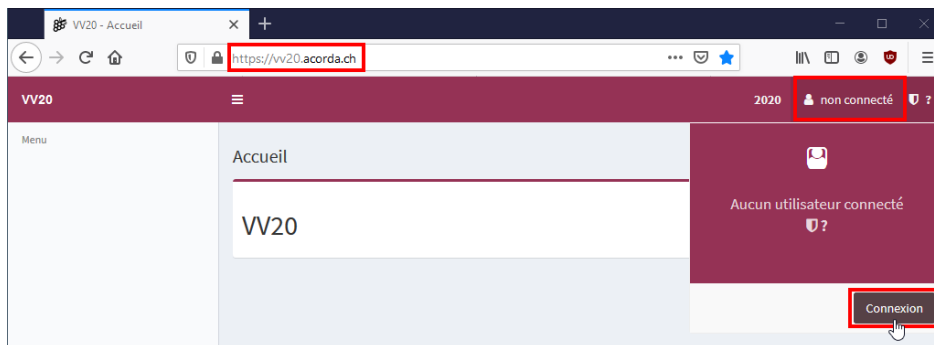 VV20 - Accueil
https://vv20.acorda.ch
VV20
2020
non connecté
?
Menu
Accueil
VV20
Aucun utilisateur connecté
?
Connexion